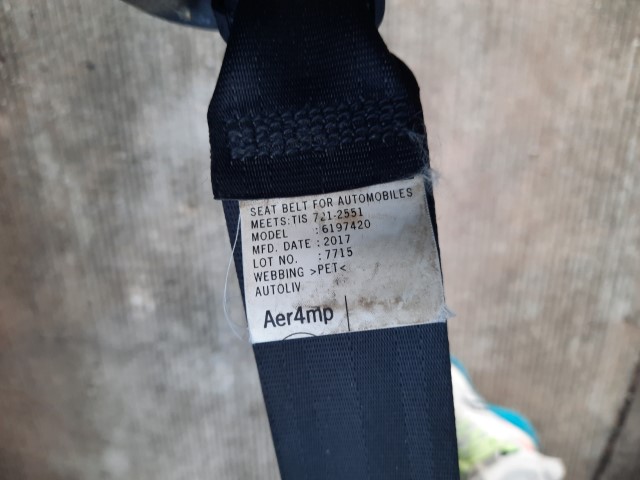 SEAT BELT FOR AUTOMOBILES
MEETS:TIS 721-2551
MODEL : 6197420
MFD. DATE : 2017
LOT NO. : 7715
WEBBING >PET<
AUTOLIV
Aer4mp